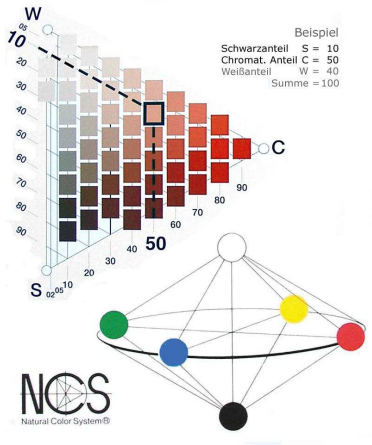 W
Beispiel
Schwarzanteil S = 10
Chromat. Anteil C = 50
Weißanteil W = 40
Summe =100
05
10
20
30
40
50
60
70
80
90
C
S
02 05 10 20 30 40 50 60 70 80 90
NCS
Natural Color System®